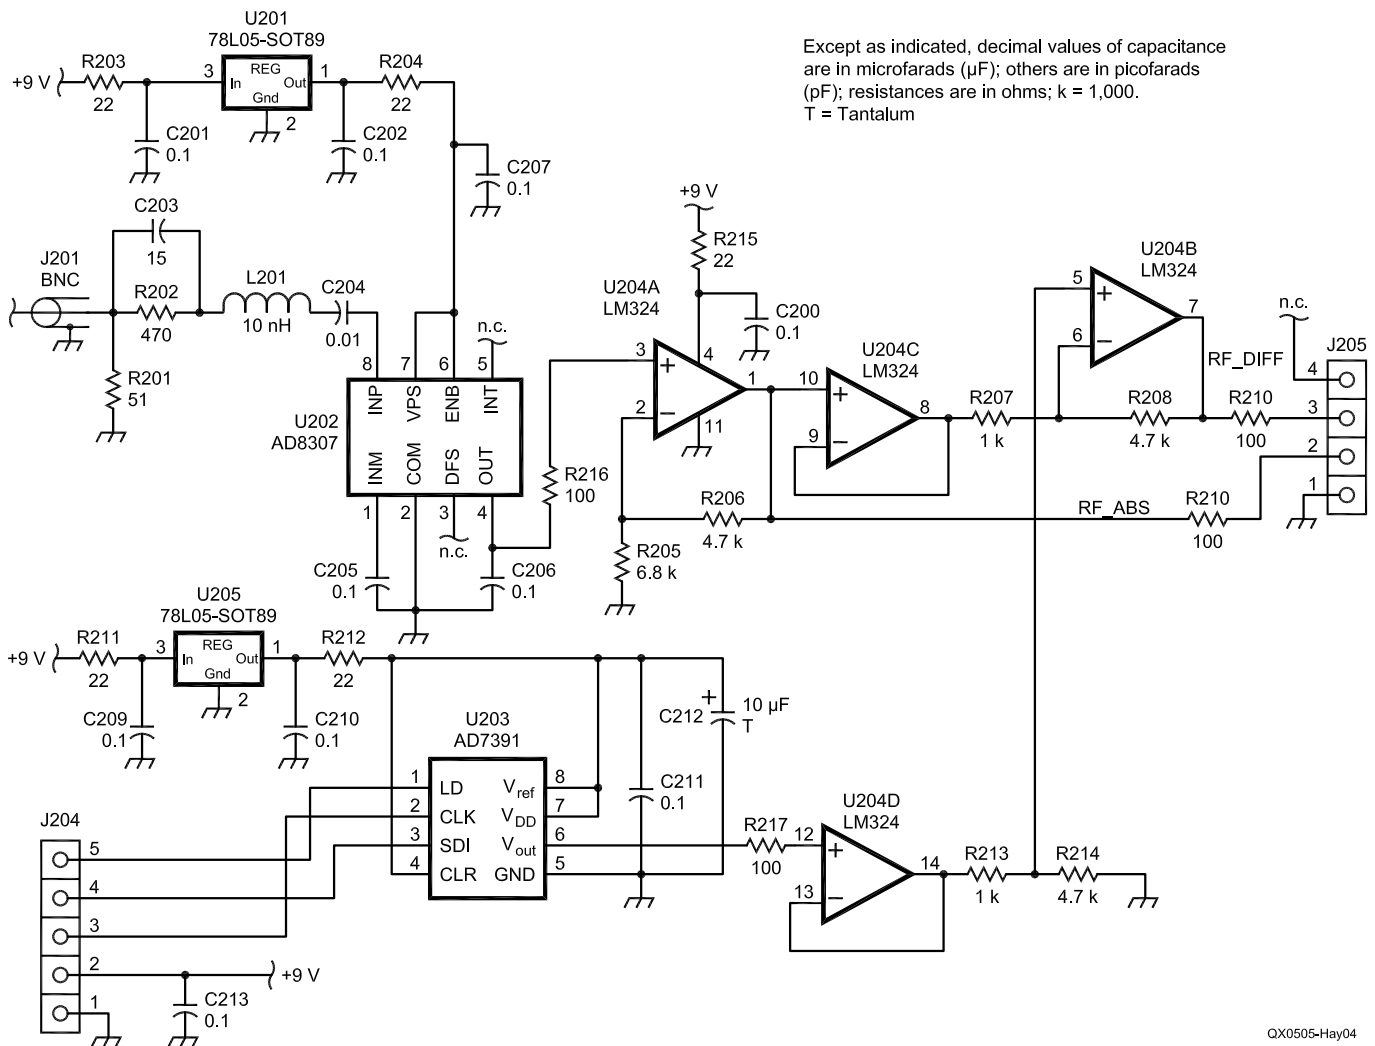 U201
78L05-SOT89
R203
+9 V
22
3
REG
In
Out
Gnd
1
2
R204
22
C201
0.1
C202
0.1
C207
0.1
Except as indicated, decimal values of capacitance
are in microfarads (µF); others are in picofarads
(pF); resistances are in ohms; k = 1,000.
T = Tantalum
C203
15
J201
BNC
R202
470
L201
10 nH
C204
0.01
R201
51
n.c.
8
7
6
5
INP
VPS
ENB
INT
U202
AD8307
INM
COM
DFS
OUT
1
2
3
4
n.c.
C205
0.1
C206
0.1
R216
100
+9 V
R215
22
U204A
LM324
C200
0.1
3
+
4
1
2
−
11
R206
4.7 k
R205
6.8 k
U204C
LM324
10
+
8
9
−
R207
1 k
U204B
LM324
5
+
7
6
−
RF_DIFF
R208
4.7 k
R210
100
RF_ABS
R210
100
n.c.
J205
4
3
2
1
U205
78L05-SOT89
R211
+9 V
22
3
REG
In
Out
Gnd
1
2
R212
22
C209
0.1
C210
0.1
+
C212
10 µF
T
C211
0.1
U203
AD7391
1
LD
Vref
8
2
CLK
VDD
7
3
SDI
Vout
6
4
CLR
GND
5
R217
100
U204D
LM324
12
+
14
13
−
R213
1 k
R214
4.7 k
J204
5
4
3
2
+9 V
1
C213
0.1
QX0505-Hay04